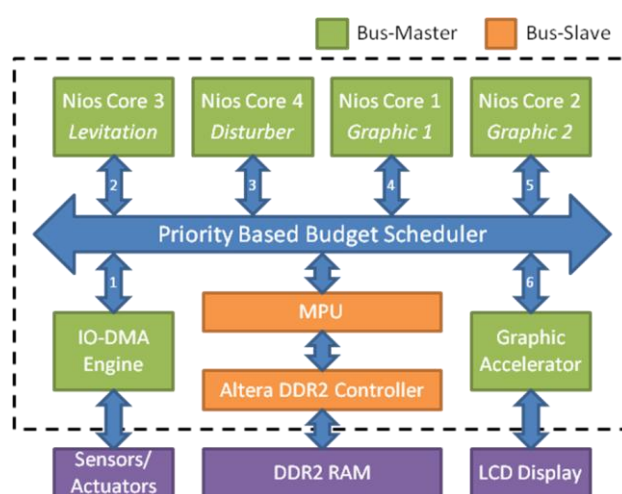 Bus-Master
Bus-Slave
Nios Core 3
Levitation
Nios Core 4
Disturber
Nios Core 1
Graphic 1
Nios Core 2
Graphic 2
2
3
4
5
Priority Based Budget Scheduler
1
6
IO-DMA
Engine
MPU
Altera DDR2 Controller
Graphic
Accelerator
Sensors/
Actuators
DDR2 RAM
LCD Display